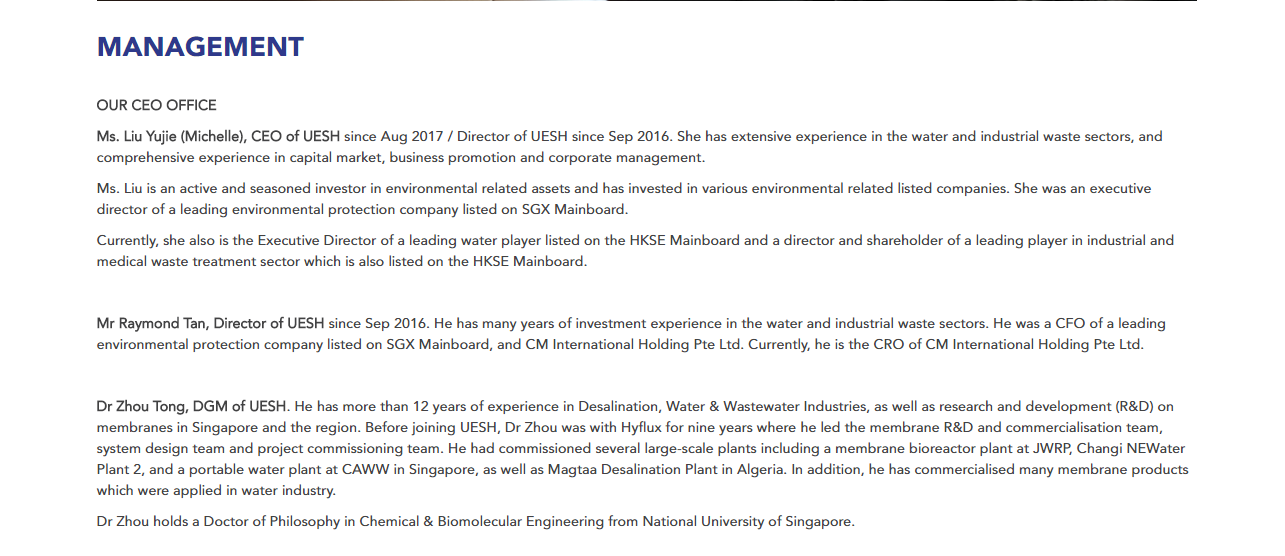 MANAGEMENT
OUR CEO OFFICE
Ms. Liu Yujie (Michelle), CEO of UESH since Aug 2017 / Director of UESH since Sep 2016. She has extensive experience in the water and industrial waste sectors, and
comprehensive experience in capital market, business promotion and corporate management.
Ms. Liu is an active and seasoned investor in environmental related assets and has invested in various environmental related listed companies. She was an executive
director of a leading environmental protection company listed on SGX Mainboard.
Currently, she also is the Executive Director of a leading water player listed on the HKSE Mainboard and a director and shareholder of a leading player in industrial and
medical waste treatment sector which is also listed on the HKSE Mainboard.
Mr Raymond Tan, Director of UESH since Sep 2016. He has many years of investment experience in the water and industrial waste sectors. He was a CFO of a leading
environmental protection company listed on SGX Mainboard, and CM International Holding Pte Ltd. Currently, he is the CRO of CM International Holding Pte Ltd.
Dr Zhou Tong, DGM of UESH. He has more than 12 years of experience in Desalination, Water & Wastewater Industries, as well as research and development (R&D) on
membranes in Singapore and the region. Before joining UESH, Dr Zhou was with Hyflux for nine years where he led the membrane R&D and commercialisation team,
system design team and project commissioning team. He had commissioned several large-scale plants including a membrane bioreactor plant at JWRP, Changi NEWater
Plant 2, and a portable water plant at CAWW in Singapore, as well as Magtaa Desalination Plant in Algeria. In addition, he has commercialised many membrane products
which were applied in water industry.
Dr Zhou holds a Doctor of Philosophy in Chemical & Biomolecular Engineering from National University of Singapore.